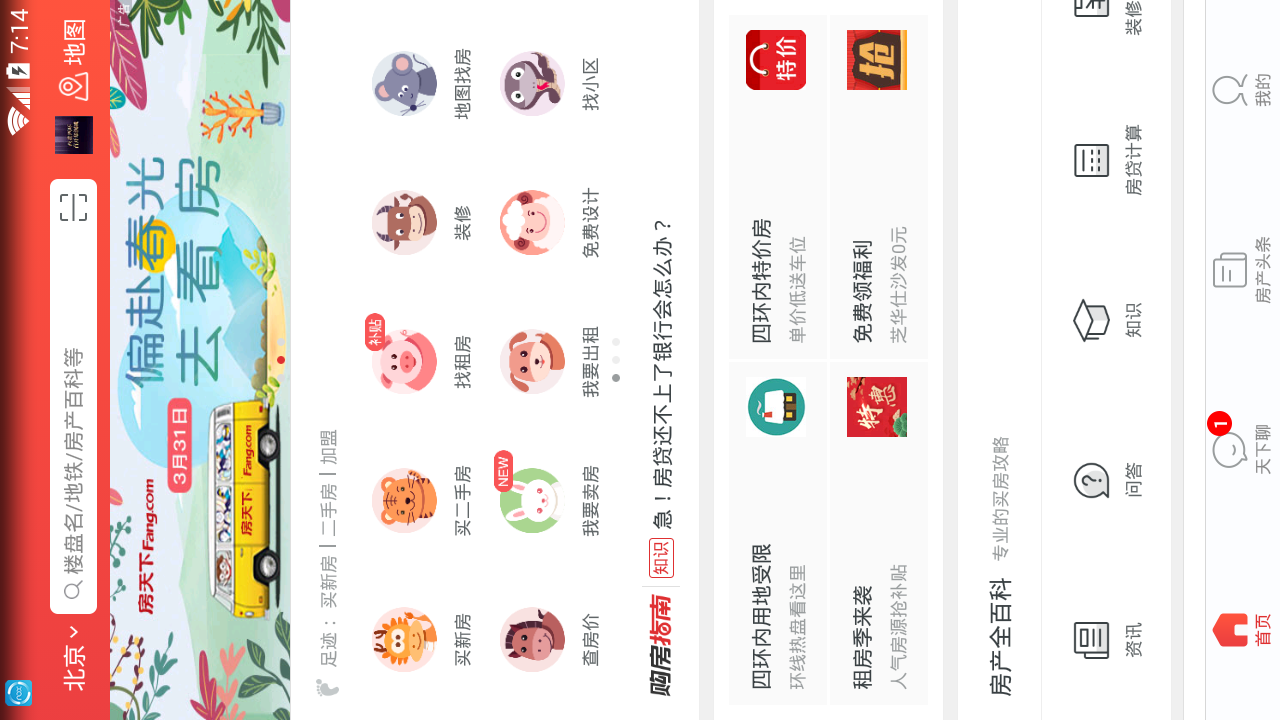 7:14
北京
楼盘名/地铁/房产百科等
地图
广告
房天下Fang.com
3月31日
偏赴春光
去看房
房天下 Fang.com
足迹： 买新房 | 二手房 | 加盟
买新房
买二手房
补贴
找租房
装修
地图找房
查房价
NEW
我要卖房
我要出租
免费设计
找小区
购房指南
知识
急！房贷还不上了银行会怎么办？
四环内用地受限
环线热盘看这里
四环内特价房
单价低送车位
特价
租房季来袭
人气房源抢补贴
特惠
免费领福利
芝华仕沙发0元
抢
房产全百科 专业的买房攻略
资讯
问答
知识
房贷计算
装修
首页
1
天下聊
房产头条
我的